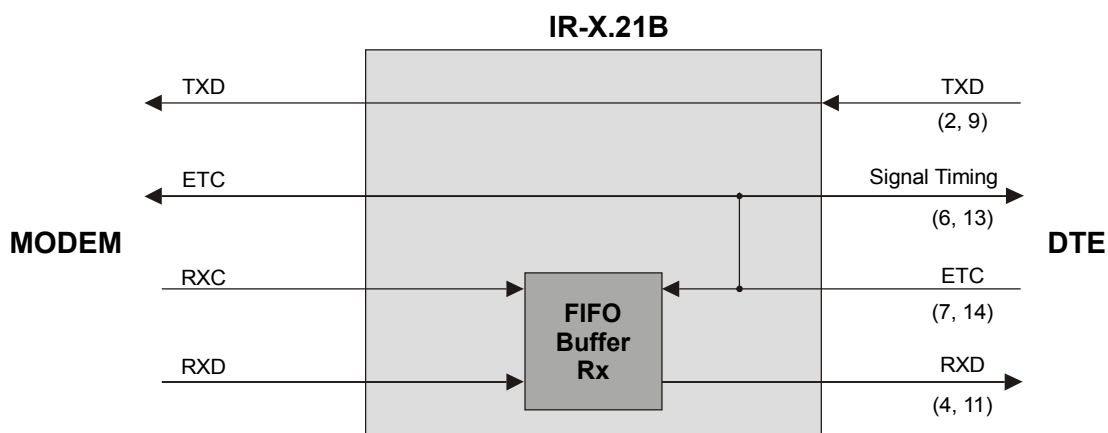 IR-X.21B
TXD
TXD
(2, 9)
ETC
Signal Timing
(6, 13)
MODEM
DTE
RXC
ETC
(7, 14)
FIFO
Buffer
Rx
RXD
RXD
(4, 11)